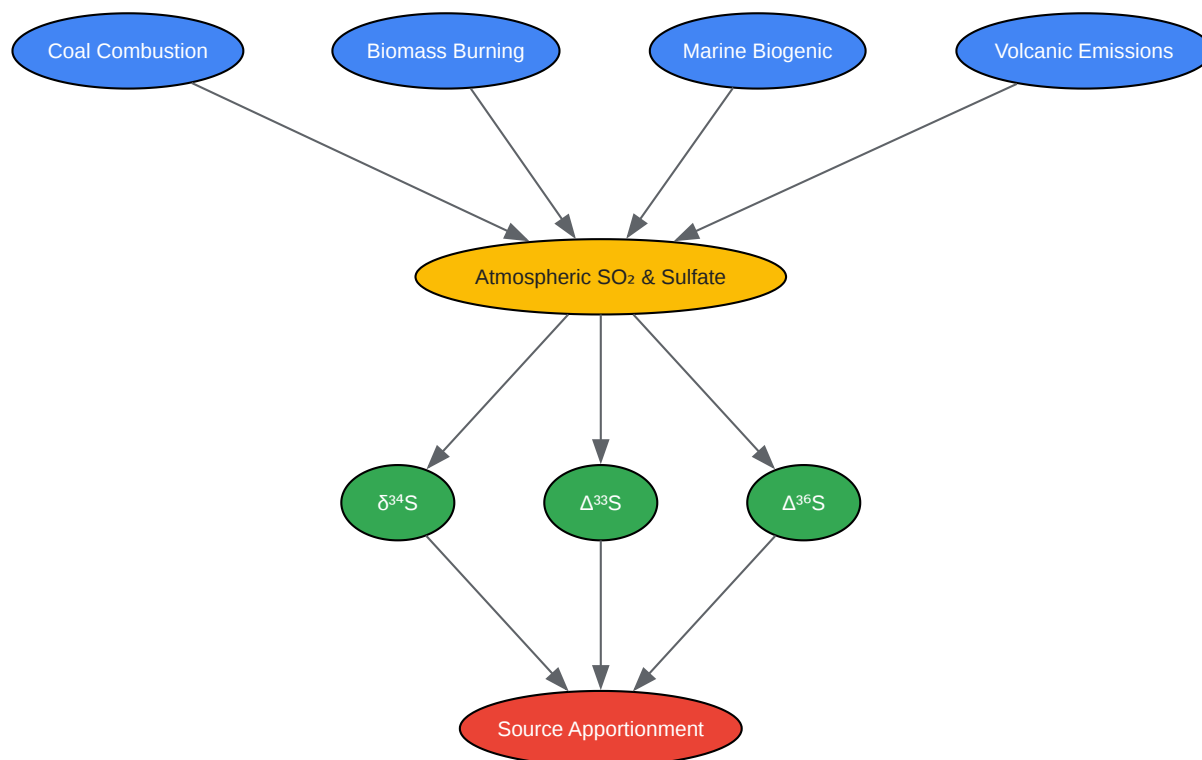 Coal Combustion
Biomass Burning
Marine Biogenic
Volcanic Emissions
Atmospheric SO₂ & Sulfate
δ³⁴S
Δ³³S
Δ³⁶S
Source Apportionment